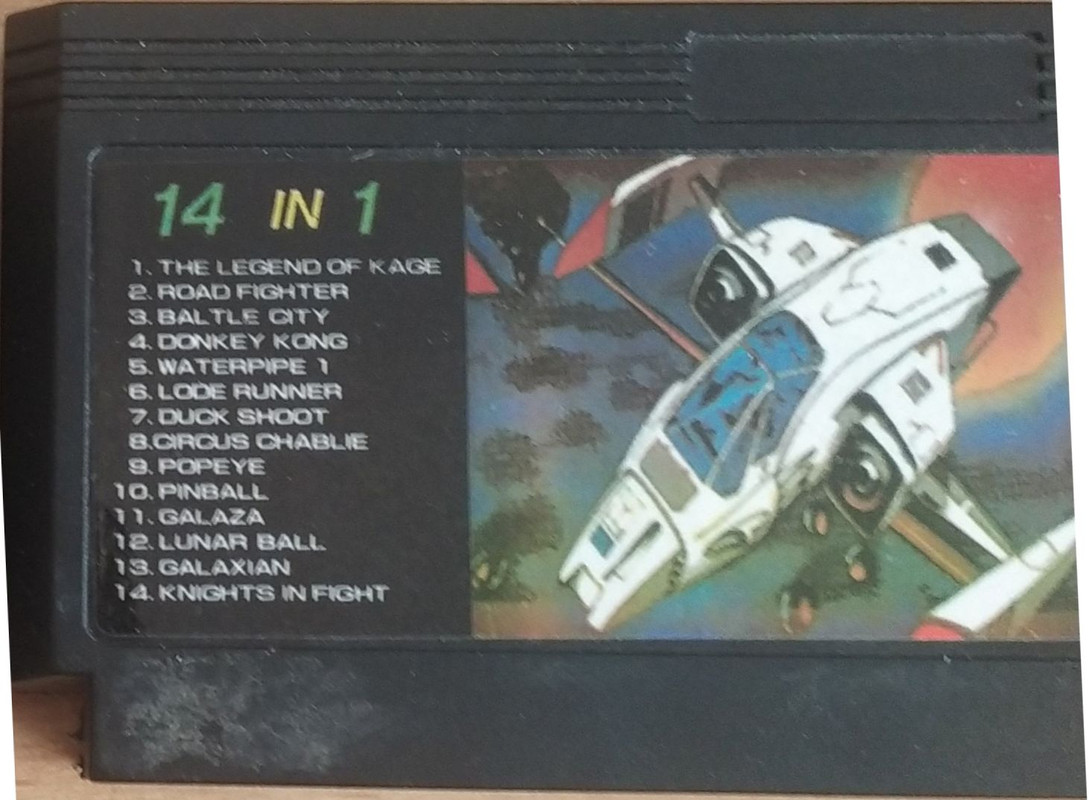 14 IN 1
1. THE LEGEND OF KAGE
2. ROAD FIGHTER
3. BALTLE CITY
4. DONKEY KONG
5. WATERPIPE 1
6. LODE RUNNER
7. DUCK SHOOT
8.CIRCUS CHABLIE
9. POPEYE
10. PINBALL
11. GALAZA
12. LUNAR BALL
13. GALAXIAN
14. KNIGHTS IN FIGHT